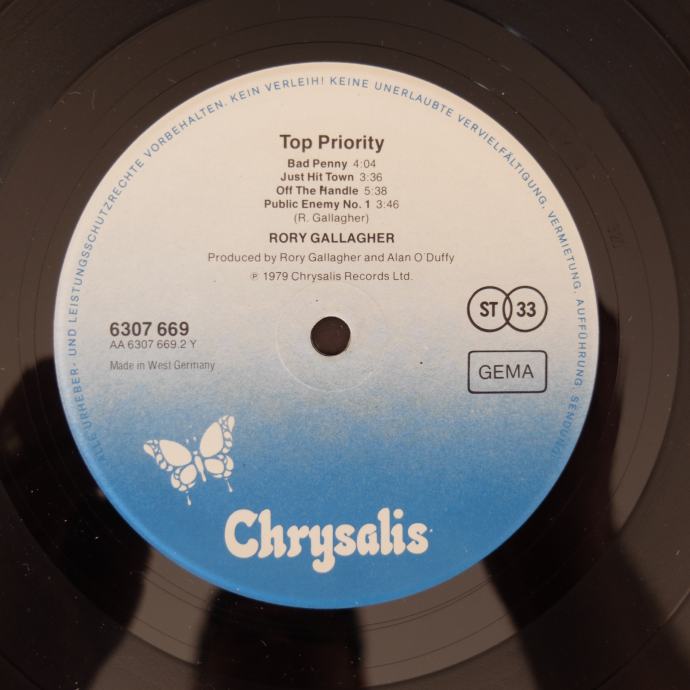 ALLE URHEBER- UND LEISTUNGSSCHUTZRECHTE VORBEHALTEN. KEIN VERLEIH! KEINE UNERLAUBTE VERVIELFÄLTIGUNG, VERMIETUNG, AUFFÜHRUNG, SENDUNG!
Top Priority
Bad Penny 4:04
Just Hit Town 3:36
Off The Handle 5:38
Public Enemy No. 1 3:46
(R. Gallagher)
RORY GALLAGHER
Produced by Rory Gallagher and Alan O'Duffy
℗ 1979 Chrysalis Records Ltd.
6307 669
AA 6307 669.2 Y
Made in West Germany
ST 33
GEMA
Chrysalis